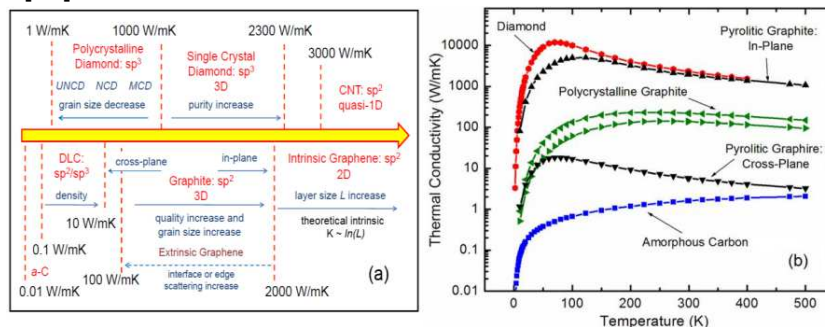 1 W/mK
1000 W/mK
2300 W/mK
3000 W/mK
Polycrystalline
Diamond: sp³
UNCD NCD MCD
grain size decrease
Single Crystal
Diamond: sp³
3D
purity increase
CNT: sp²
quasi-1D
DLC:
sp²/sp³
density
10 W/mK
cross-plane
in-plane
Graphite: sp²
3D
quality increase and
grain size increase
Extrinsic Graphene
interface or edge
scattering increase
Intrinsic Graphene: sp²
2D
layer size L increase
theoretical intrinsic
K ~ ln(L)
0.1 W/mK
a-C
0.01 W/mK
100 W/mK
2000 W/mK
(a)
Thermal Conductivity (W/mK)
10000
1000
100
10
1
0.1
0.01
Diamond
Pyrolitic Graphite:
In-Plane
Polycrystalline Graphite
Pyrolitic Graphire:
Cross-Plane
Amorphous Carbon
(b)
0 100 200 300 400 500
Temperature (K)